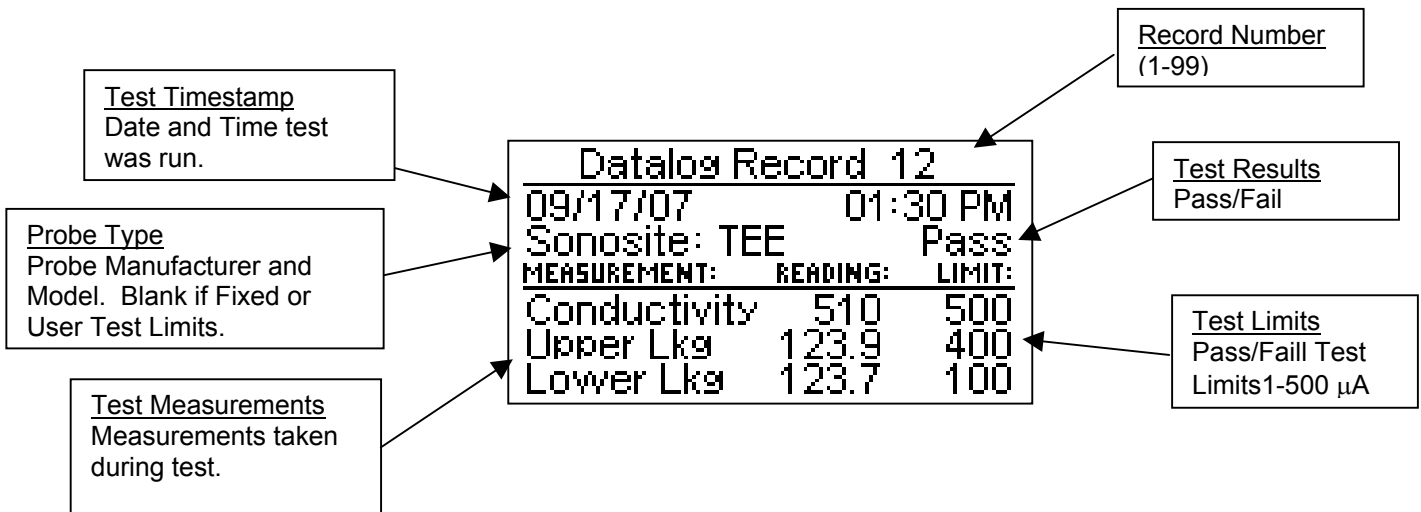 Record Number
(1-99)
Test Timestamp
Date and Time test
was run.
Test Results
Pass/Fail
Probe Type
Probe Manufacturer and
Model. Blank if Fixed or
User Test Limits.
Datalog Record 12
09/17/07 01:30 PM
Sonosite: TEE Pass
MEASUREMENT: READING: LIMIT:
Conductivity 510 500
Upper Lkg 123.9 400
Lower Lkg 123.7 100
Test Limits
Pass/Faill Test
Limits1-500 μA
Test Measurements
Measurements taken
during test.